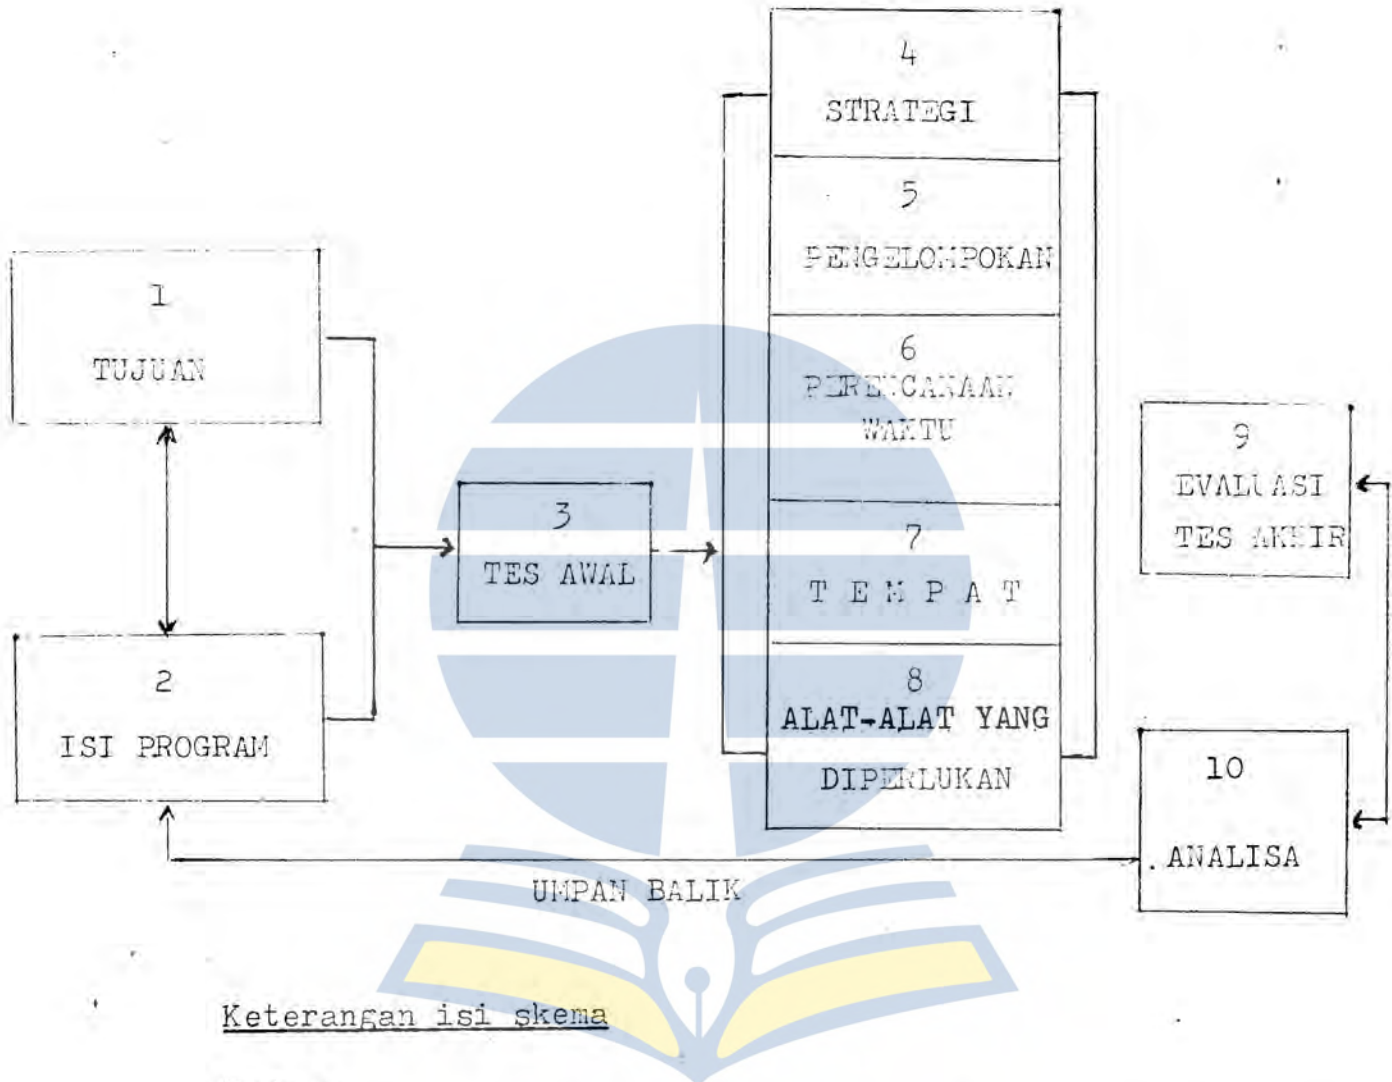 1
TUJUAN
2
ISI PROGRAM
3
TES AWAL
4
STRATEGI
5
PENGELOMPOKAN
6
PERENCANAAN
WAKTU
7
T E M P A T
8
ALAT-ALAT YANG
DIPERLUKAN
9
EVALUASI
TES AKHIR
10
ANALISA
UMPAN BALIK
Keterangan isi skema